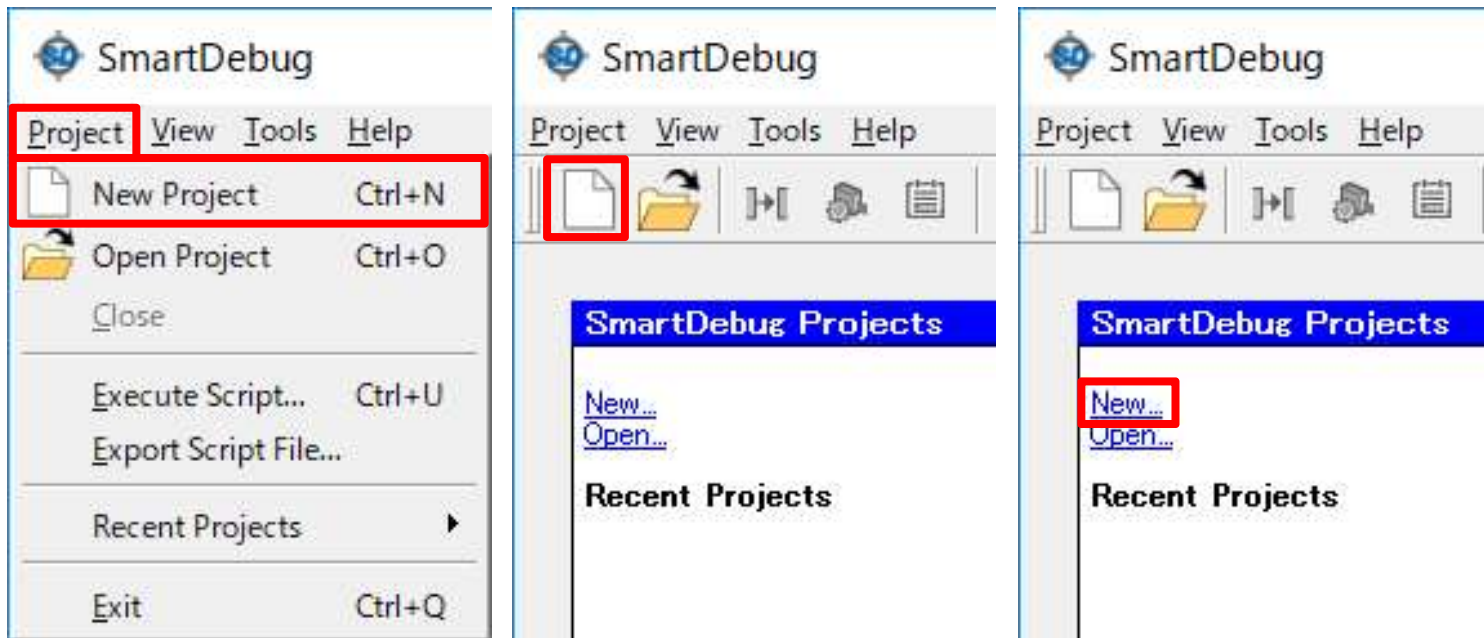 SmartDebug
Project View Tools Help
New Project Ctrl+N
Open Project Ctrl+O
Close
Execute Script... Ctrl+U
Export Script File...
Recent Projects
Exit Ctrl+Q
SmartDebug
Project View Tools Help
SmartDebug Projects
New...
Open...
Recent Projects
SmartDebug
Project View Tools Help
SmartDebug Projects
New...
Open...
Recent Projects